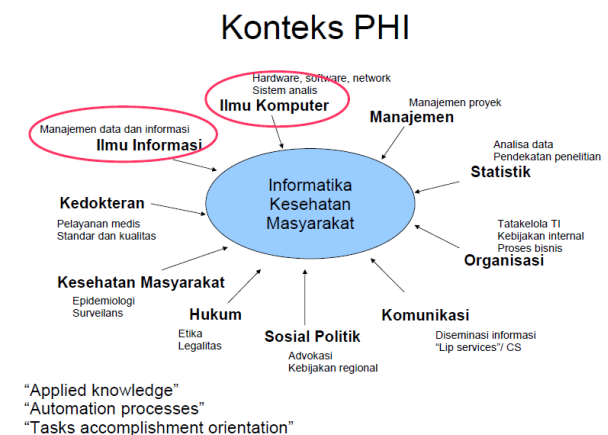 Konteks PHI
Hardware, software, network
Sistem analis
Ilmu Komputer
Manajemen proyek
Manajemen
Manajemen data dan informasi
Ilmu Informasi
Analisa data
Pendekatan penelitian
Statistik
Informatika
Kesehatan
Masyarakat
Kedokteran
Pelayanan medis
Standar dan kualitas
Tatakelola TI
Kebijakan internal
Proses bisnis
Organisasi
Kesehatan Masyarakat
Epidemiologi
Surveilans
Hukum
Etika
Legalitas
Sosial Politik
Advokasi
Kebijakan regional
Komunikasi
Diseminasi informasi
“Lip services”/ CS
“Applied knowledge”
“Automation processes”
“Tasks accomplishment orientation”